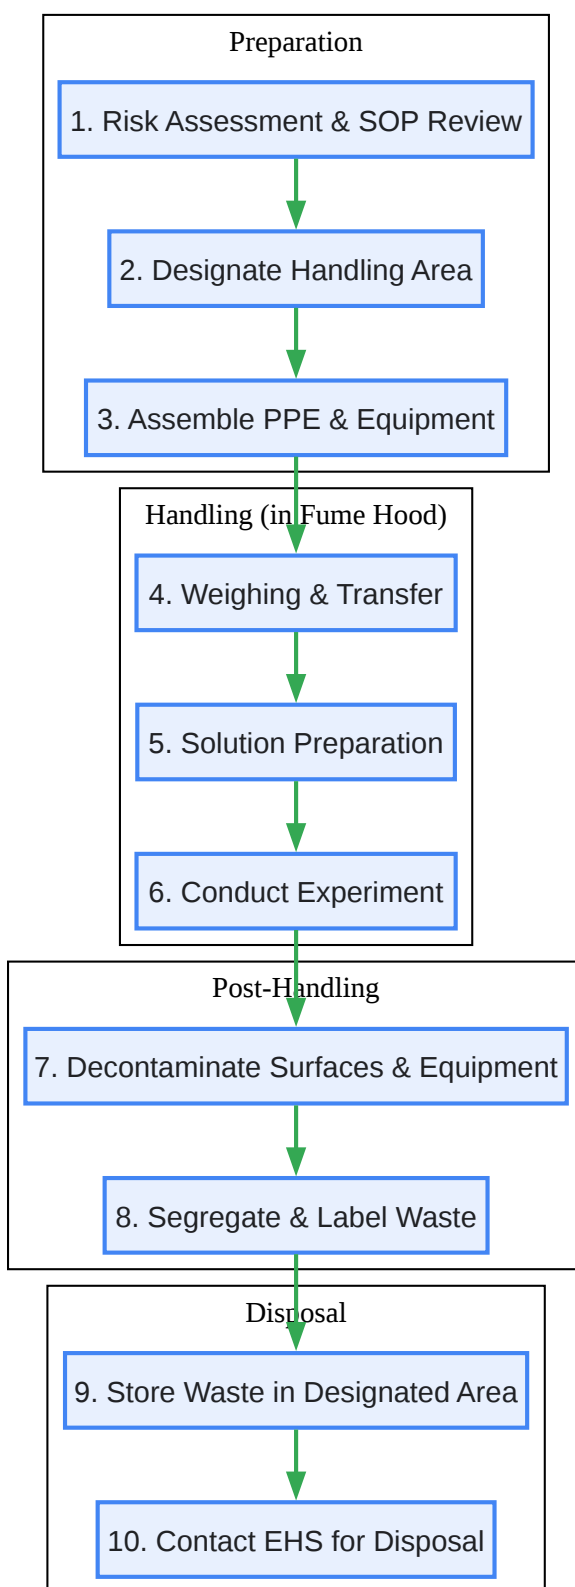 Preparation
1. Risk Assessment & SOP Review
2. Designate Handling Area
3. Assemble PPE & Equipment
Handling (in Fume Hood)
4. Weighing & Transfer
5. Solution Preparation
6. Conduct Experiment
Post-Handling
7. Decontaminate Surfaces & Equipment
8. Segregate & Label Waste
Disposal
9. Store Waste in Designated Area
10. Contact EHS for Disposal